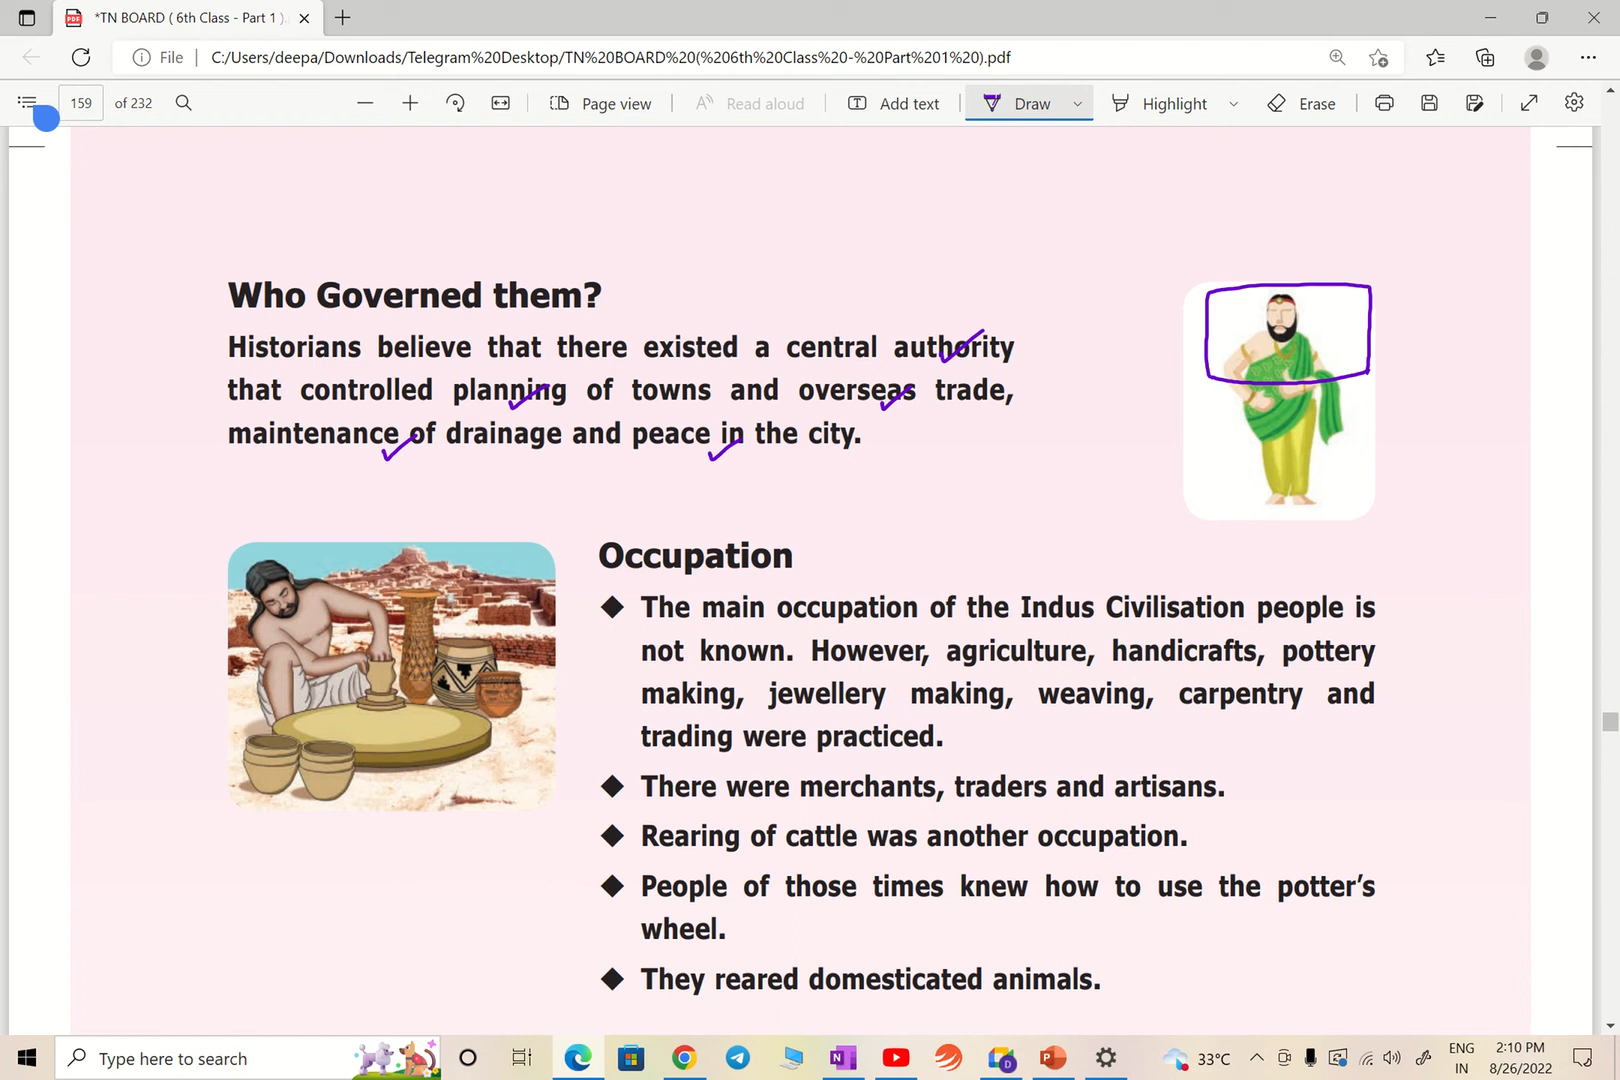 *TN BOARD ( 6th Class - Part 1 )
File
C:/Users/deepa/Downloads/Telegram%20Desktop/TN%20BOARD%20(%206th%20Class%20-%20Part%201%20).pdf
159 of 232
Page view
Read aloud
Add text
Draw
Highlight
Erase
Who Governed them?
Historians believe that there existed a central authority
that controlled planning of towns and overseas trade,
maintenance of drainage and peace in the city.
Occupation
◆ The main occupation of the Indus Civilisation people is
not known. However, agriculture, handicrafts, pottery
making, jewellery making, weaving, carpentry and
trading were practiced.
◆ There were merchants, traders and artisans.
◆ Rearing of cattle was another occupation.
◆ People of those times knew how to use the potter's
wheel.
◆ They reared domesticated animals.
Type here to search
33°C
ENG
IN
2:10 PM
8/26/2022